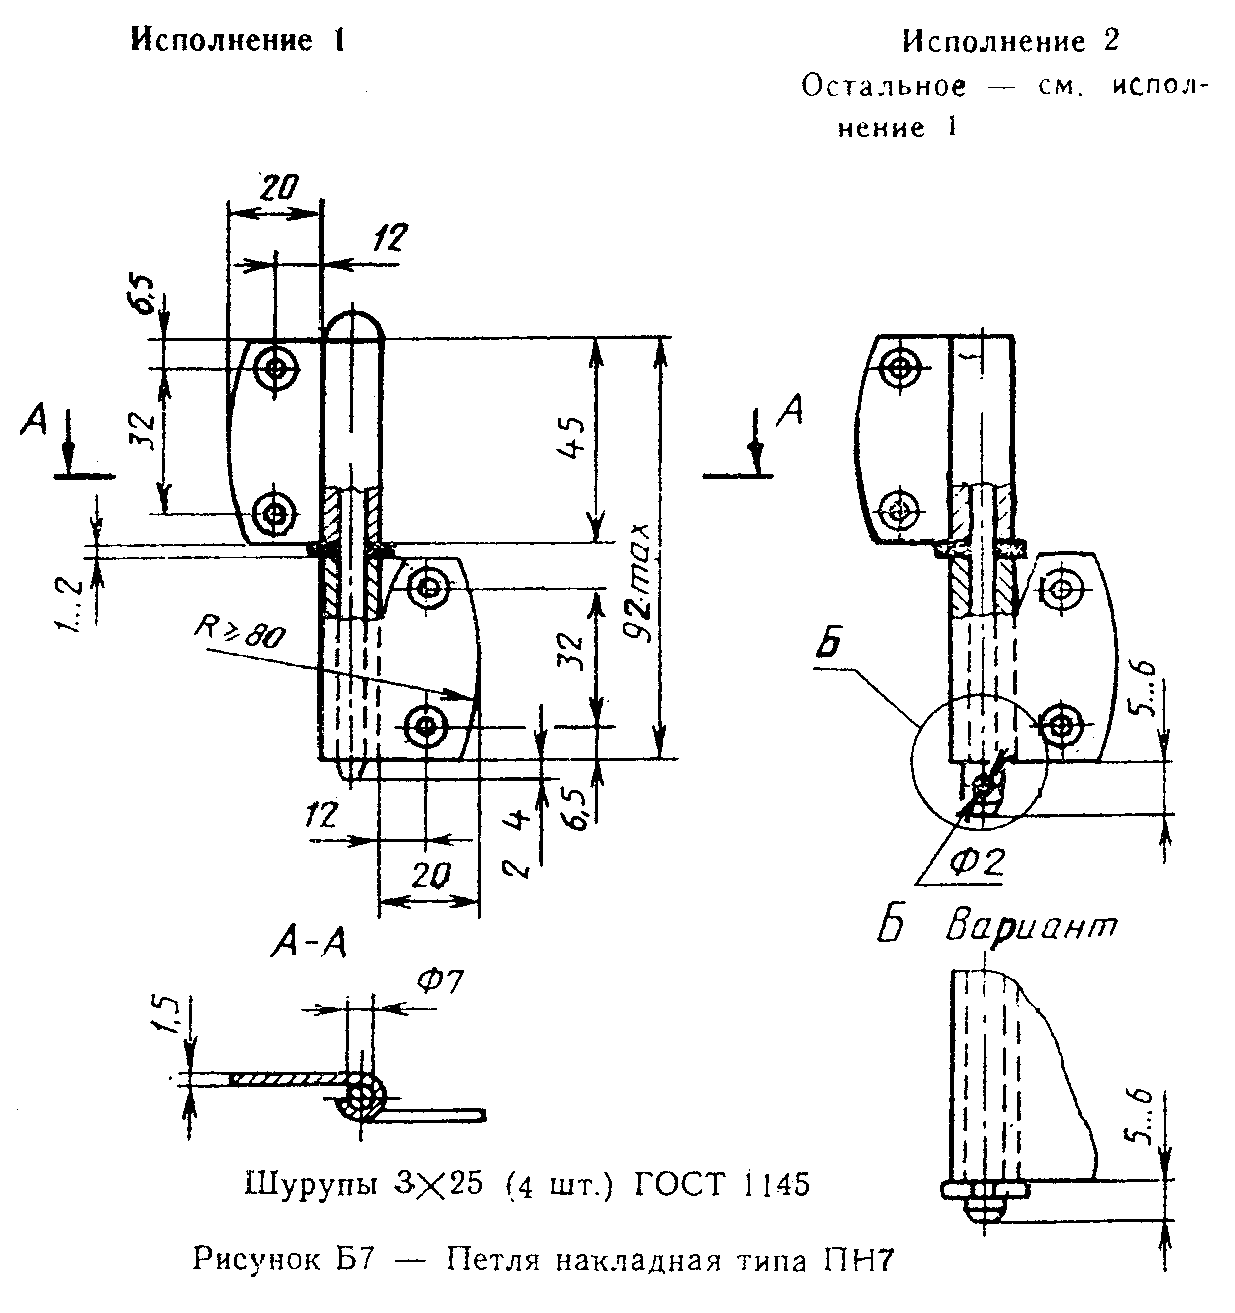 Исполнение 1
Исполнение 2
Остальное — см. испол-
нение 1
20
12
6,5
32
А
А
45
92 max
1...2
R ≥ 80
32
12
2 4
6,5
20
Б
5...6
Ф2
А-А
Ф7
1,5
Б Вариант
5...6
Шурупы 3×25 (4 шт.) ГОСТ 1145
Рисунок Б7 — Петля накладная типа ПН7